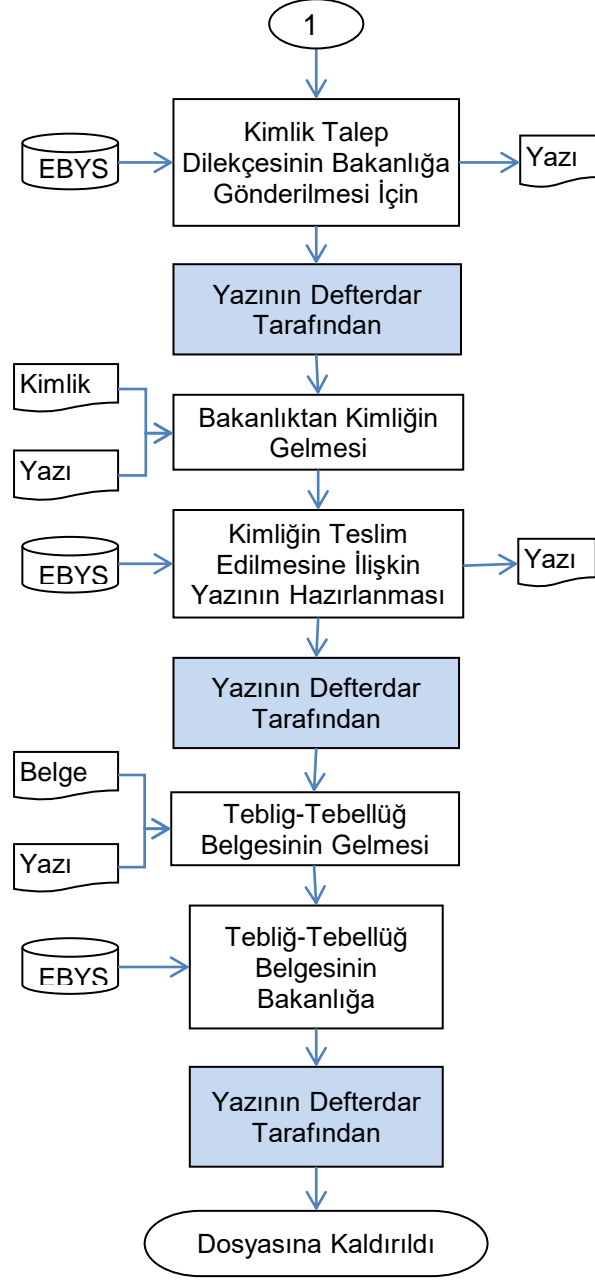 1
Kimlik Talep
Dilekçesinin Bakanlığa
Gönderilmesi İçin
EBYS
Yazı
Yazının Defterdar
Tarafından
Kimlik
Yazı
Bakanlıktan Kimliğin
Gelmesi
Kimliğin Teslim
Edilmesine İlişkin
Yazının Hazırlanması
EBYS
Yazı
Yazının Defterdar
Tarafından
Belge
Yazı
Teblig-Tebellüğ
Belgesinin Gelmesi
Tebliğ-Tebellüğ
Belgesinin
Bakanlığa
EBYS
Yazının Defterdar
Tarafından
Dosyasına Kaldırıldı